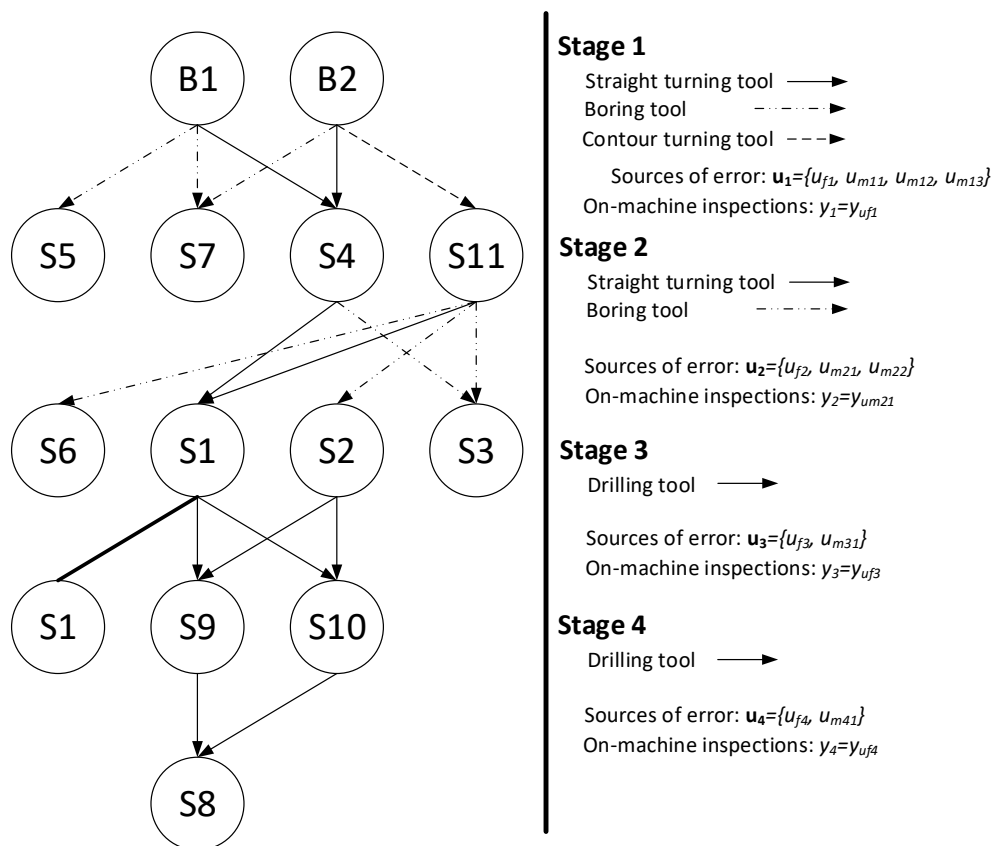 B1
B2
S5
S7
S4
S11
S6
S1
S2
S3
S1
S9
S10
S8
Stage 1
Straight turning tool
Boring tool
Contour turning tool
Sources of error: u1={uf1, um11, um12, um13}
On-machine inspections: y1=yuf1
Stage 2
Straight turning tool
Boring tool
Sources of error: u2={uf2, um21, um22}
On-machine inspections: y2=yum21
Stage 3
Drilling tool
Sources of error: u3={uf3, um31}
On-machine inspections: y3=yuf3
Stage 4
Drilling tool
Sources of error: u4={uf4, um41}
On-machine inspections: y4=yuf4